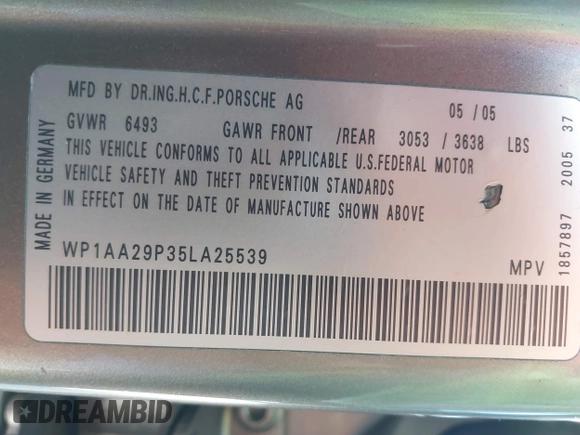 MFD BY DR.ING.H.C.F.PORSCHE AG 05 / 05
GVWR 6493 GAWR FRONT /REAR 3053 / 3638 LBS
THIS VEHICLE CONFORMS TO ALL APPLICABLE U.S.FEDERAL MOTOR
VEHICLE SAFETY AND THEFT PREVENTION STANDARDS
IN EFFECT ON THE DATE OF MANUFACTURE SHOWN ABOVE
WP1AA29P35LA25539
MPV
MADE IN GERMANY
1857897 2005 37
DREAMBID